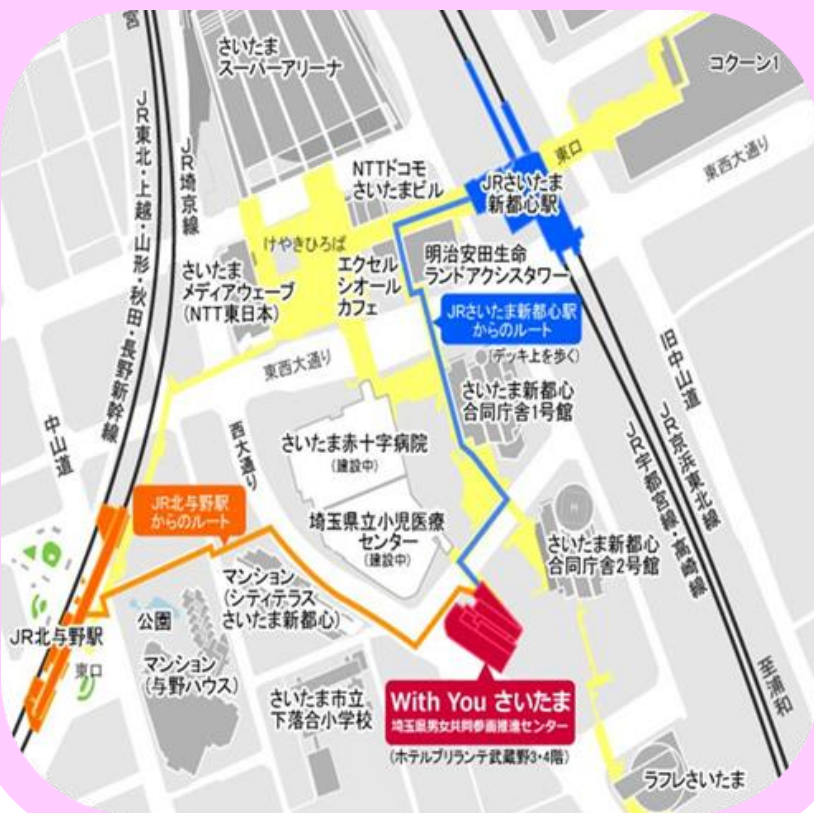 宮
さいたま
スーパーアリーナ
コクーン1
JR東北・上越・山形・秋田・長野新幹線
JR埼京線
東口
東西大通り
NTTドコモ
さいたまビル
JRさいたま
新都心駅
けやきひろば
明治安田生命
ランドアクシスタワー
エクセル
シオール
カフェ
さいたま
メディアウェーブ
(NTT東日本)
JRさいたま新都心駅
からのルート
(デッキ上を歩く)
旧中山道
東西大通り
さいたま新都心
合同庁舎1号館
中山道
西大通り
さいたま赤十字病院
(建設中)
JR京浜東北線
JR宇都宮線・高崎線
JR北与野駅
からのルート
埼玉県立小児医療
センター
(建設中)
H
さいたま新都心
合同庁舎2号館
マンション
(シティテラス
さいたま新都心)
公園
JR北与野駅
東口
マンション
(与野ハウス)
さいたま市立
下落合小学校
With You さいたま
埼玉県男女共同参画推進センター
(ホテルブリランテ武蔵野3・4階)
至浦和
ラフレさいたま